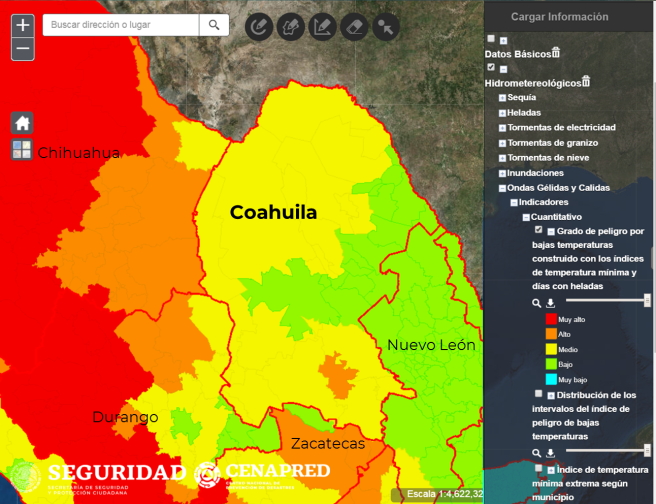 Buscar dirección o lugar
Cargar Información
Datos Básicos
Hidrometereológicos
Sequía
Heladas
Tormentas de electricidad
Tormentas de granizo
Tormentas de nieve
Inundaciones
Ondas Gélidas y Calidas
Indicadores
Cuantitativo
Grado de peligro por
bajas temperaturas
construido con los índices
de temperatura mínima y
días con heladas
Muy alto
Alto
Medio
Bajo
Muy bajo
Distribución de los
intervalos del índice de
peligro de bajas
temperaturas
Índice de temperatura
mínima extrema según
municipio
Chihuahua
Coahuila
Nuevo León
Durango
Zacatecas
SEGURIDAD
SECRETARÍA DE SEGURIDAD
Y PROTECCIÓN CIUDADANA
CENAPRED
CENTRO NACIONAL DE
PREVENCIÓN DE DESASTRES
Escala 1:4,622,32